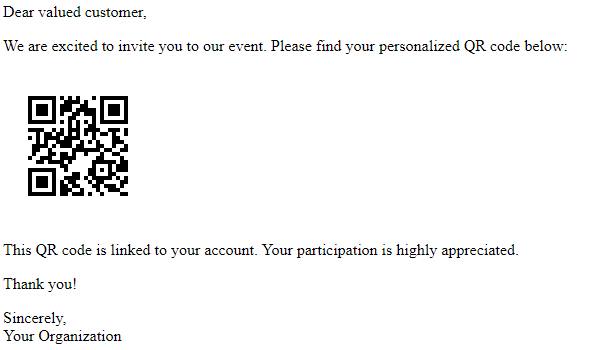 Dear valued customer,
We are excited to invite you to our event. Please find your personalized QR code below:
This QR code is linked to your account. Your participation is highly appreciated.
Thank you!
Sincerely,
Your Organization